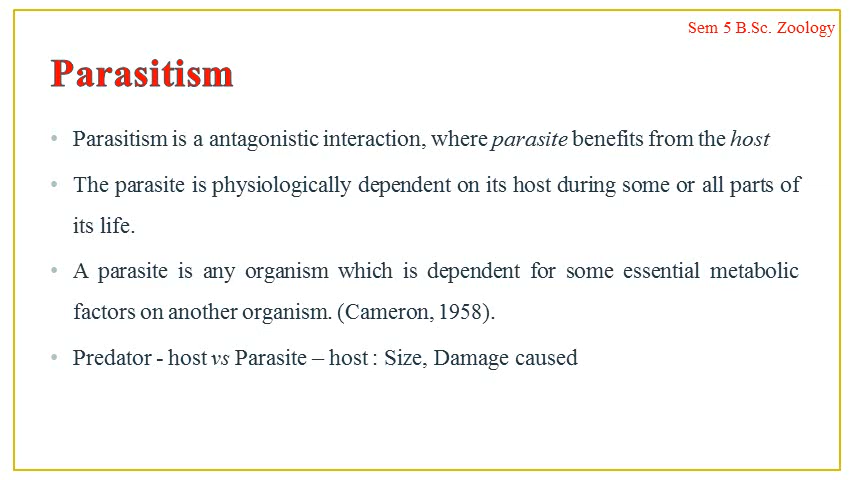 Sem 5 B.Sc. Zoology
Parasitism
• Parasitism is a antagonistic interaction, where parasite benefits from the host
• The parasite is physiologically dependent on its host during some or all parts of
its life.
• A parasite is any organism which is dependent for some essential metabolic
factors on another organism. (Cameron, 1958).
• Predator - host vs Parasite – host : Size, Damage caused